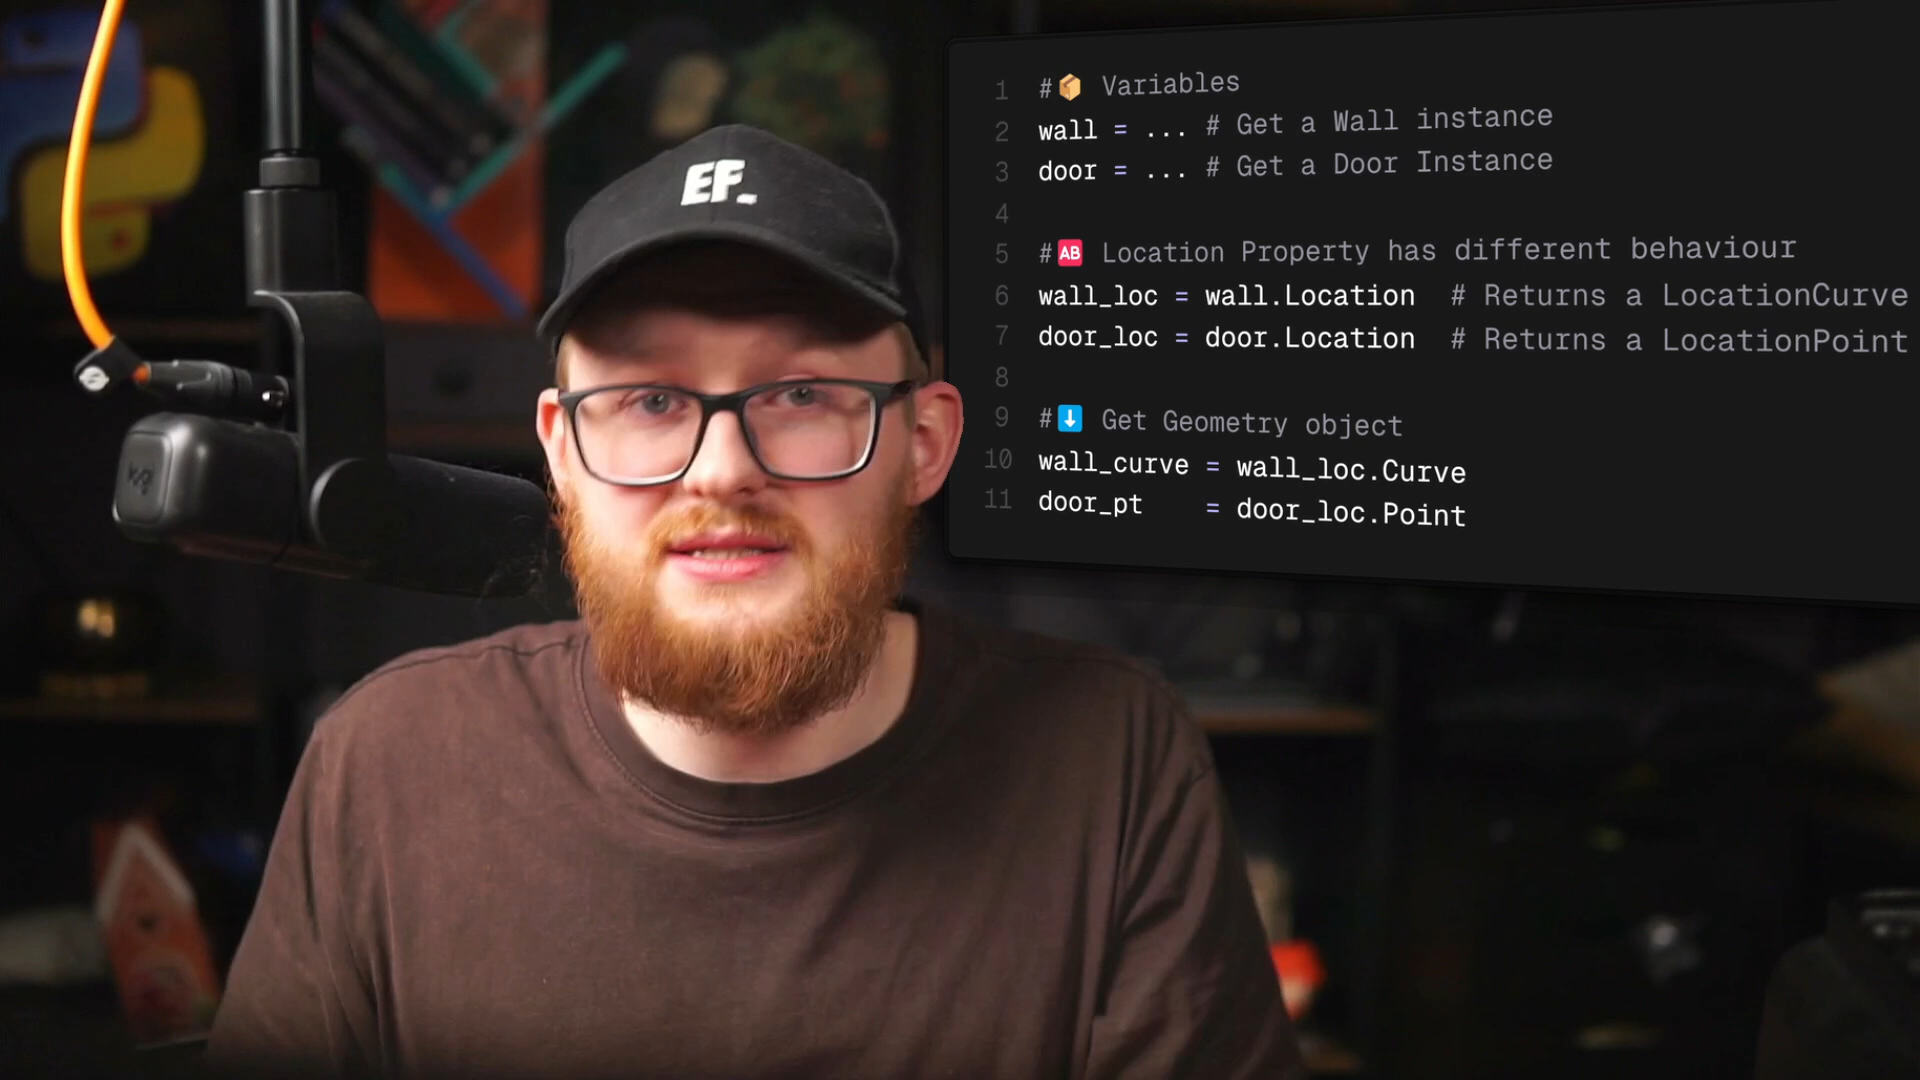 EF_
logi
1 #📦 Variables
2 wall = ... # Get a Wall instance
3 door = ... # Get a Door Instance
4
5 #🆎 Location Property has different behaviour
6 wall_loc = wall.Location # Returns a LocationCurve
7 door_loc = door.Location # Returns a LocationPoint
8
9 #⬇️ Get Geometry object
10 wall_curve = wall_loc.Curve
11 door_pt = door_loc.Point